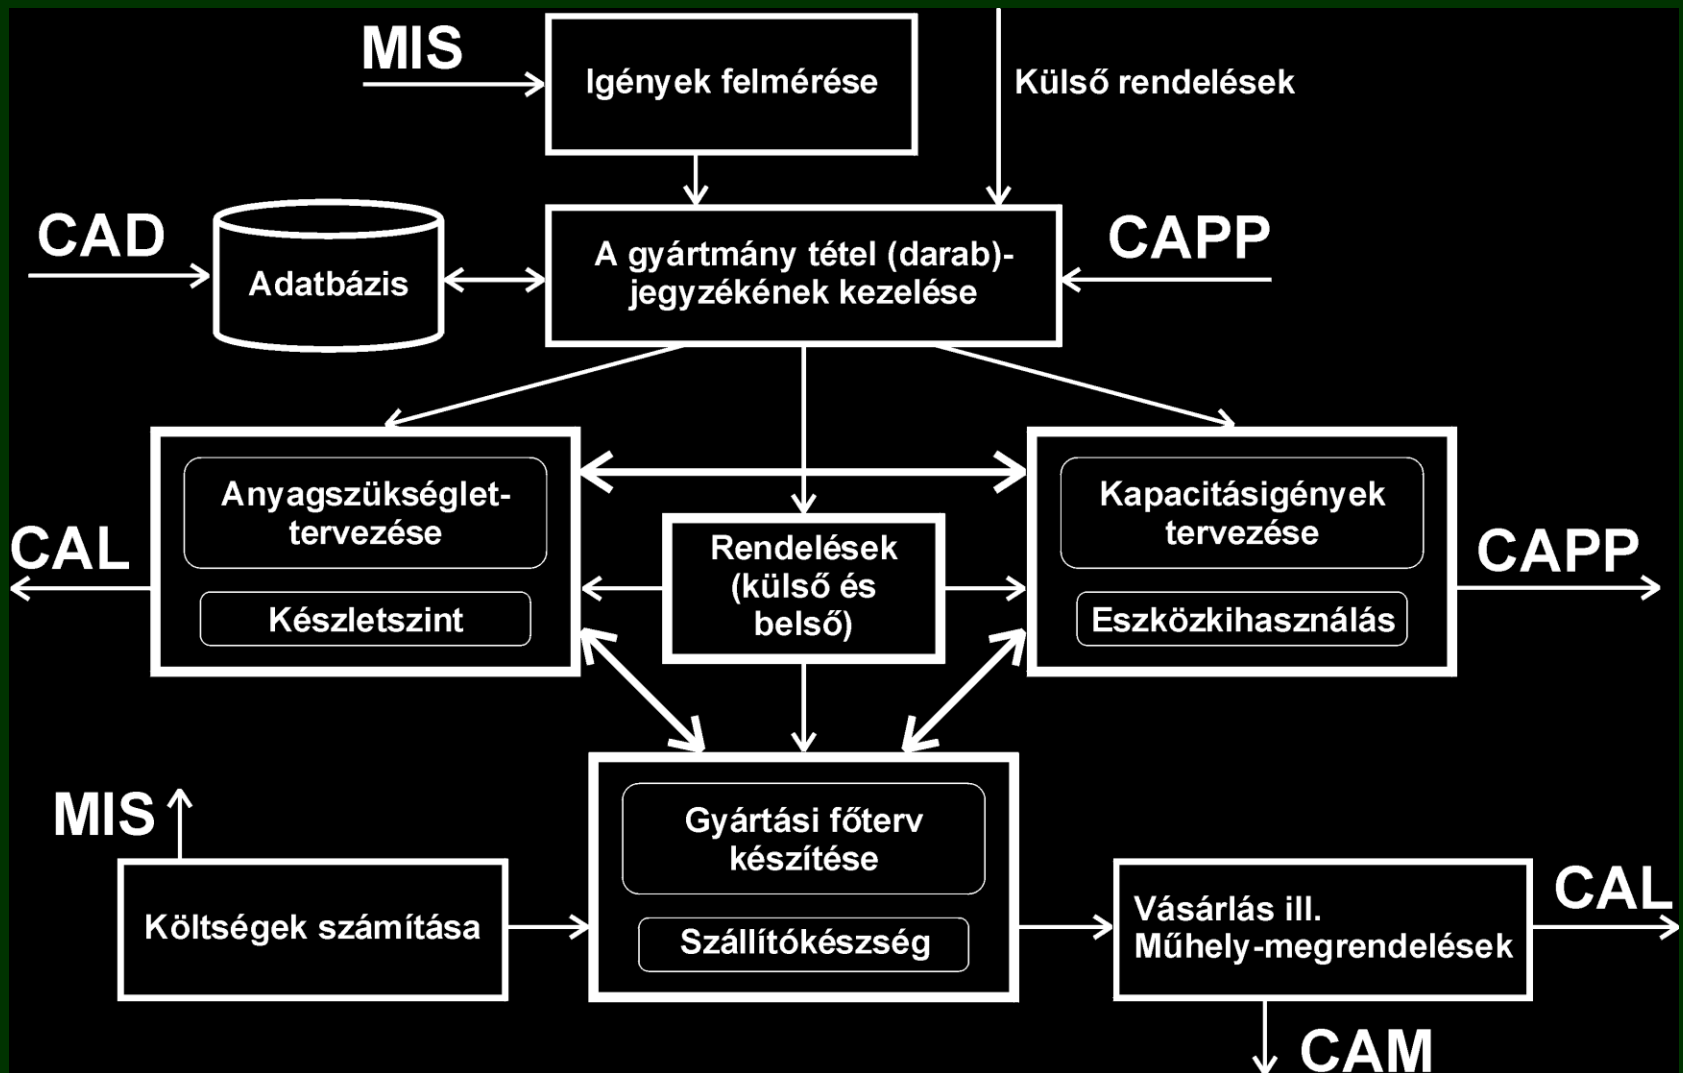 MIS
Igények felmérése
Külső rendelések
CAD
Adatbázis
A gyártmány tétel (darab)-
jegyzékének kezelése
CAPP
Anyagszükséglet-
tervezése
Készletszint
CAL
Rendelések
(külső és
belső)
Kapacitásigények
tervezése
Eszközkihasználás
CAPP
Gyártási főterv
készítése
Szállítókészség
MIS
Költségek számítása
Vásárlás ill.
Műhely-megrendelések
CAL
CAM